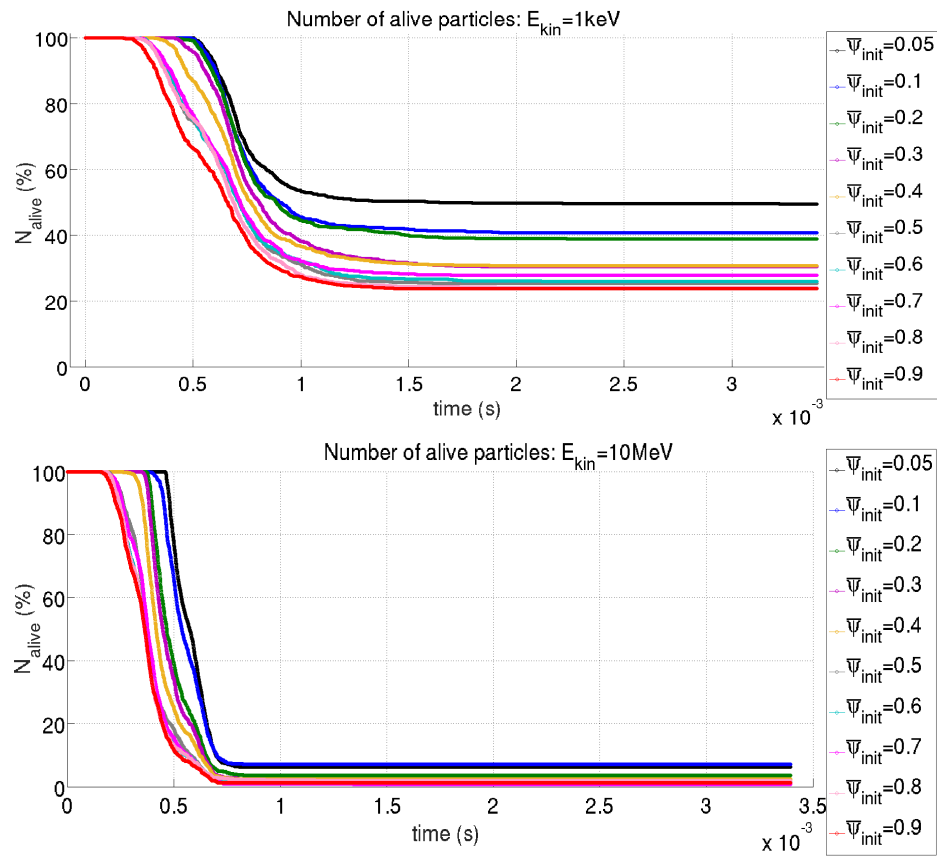 Number of alive particles: E_kin=1keV
N_alive (%)
100
80
60
40
20
0
0 0.5 1 1.5 2 2.5 3
time (s)
x 10^-3
Ψ̅_init=0.05
Ψ̅_init=0.1
Ψ̅_init=0.2
Ψ̅_init=0.3
Ψ̅_init=0.4
Ψ̅_init=0.5
Ψ̅_init=0.6
Ψ̅_init=0.7
Ψ̅_init=0.8
Ψ̅_init=0.9
Number of alive particles: E_kin=10MeV
N_alive (%)
100
80
60
40
20
0
0 0.5 1 1.5 2 2.5 3 3.5
time (s)
x 10^-3
Ψ̅_init=0.05
Ψ̅_init=0.1
Ψ̅_init=0.2
Ψ̅_init=0.3
Ψ̅_init=0.4
Ψ̅_init=0.5
Ψ̅_init=0.6
Ψ̅_init=0.7
Ψ̅_init=0.8
Ψ̅_init=0.9